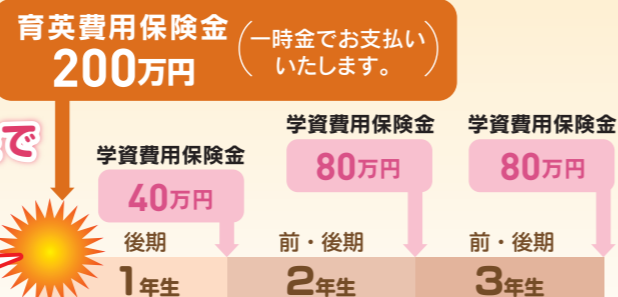 育英費用保険金
200万円
(一時金でお支払い
いたします。)
で
学資費用保険金
40万円
学資費用保険金
80万円
学資費用保険金
80万円
後期
前・後期
前・後期
1年生
2年生
3年生